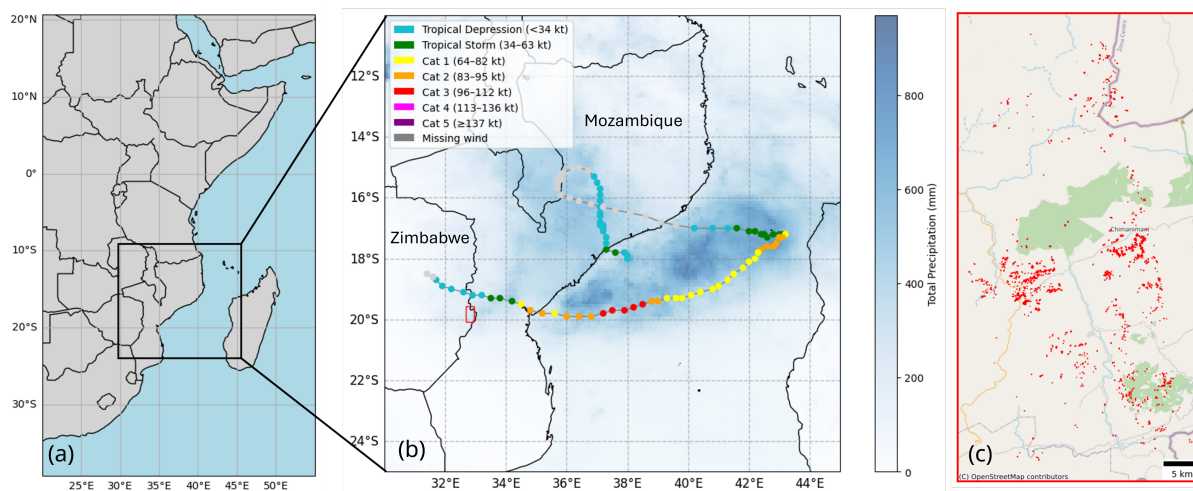 20°N
10°N
0°
10°S
20°S
30°S
20°E 25°E 30°E 35°E 40°E 45°E 50°E
(a)
Tropical Depression (<34 kt)
Tropical Storm (34–63 kt)
Cat 1 (64–82 kt)
Cat 2 (83–95 kt)
Cat 3 (96–112 kt)
Cat 4 (113–136 kt)
Cat 5 (≥137 kt)
Missing wind
Mozambique
Zimbabwe
12°S
14°S
16°S
18°S
20°S
22°S
24°S
32°E 34°E 36°E 38°E 40°E 42°E 44°E
(b)
800
600
400
200
0
Total Precipitation (mm)
Zona Centro
Chimanimani
(c)
5 km
(C) OpenStreetMap contributors